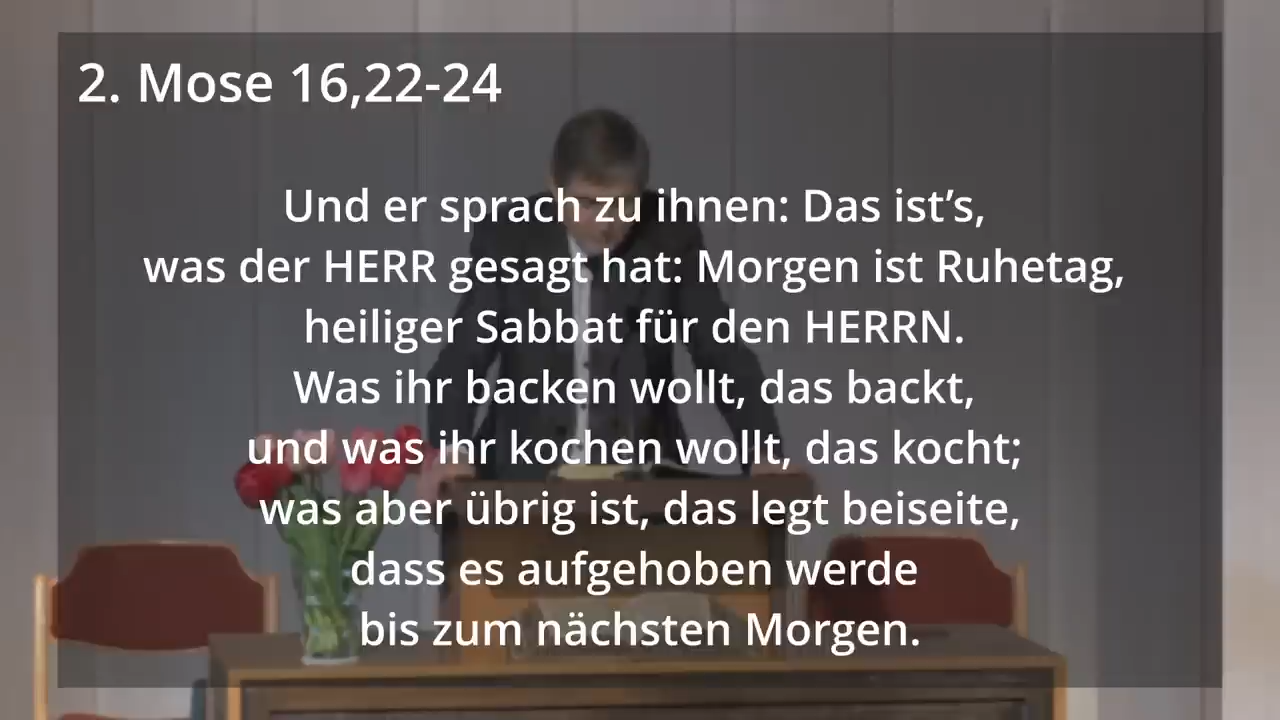 2. Mose 16,22-24
Und er sprach zu ihnen: Das ist’s,
was der HERR gesagt hat: Morgen ist Ruhetag,
heiliger Sabbat für den HERRN.
Was ihr backen wollt, das backt,
und was ihr kochen wollt, das kocht;
was aber übrig ist, das legt beiseite,
dass es aufgehoben werde
bis zum nächsten Morgen.